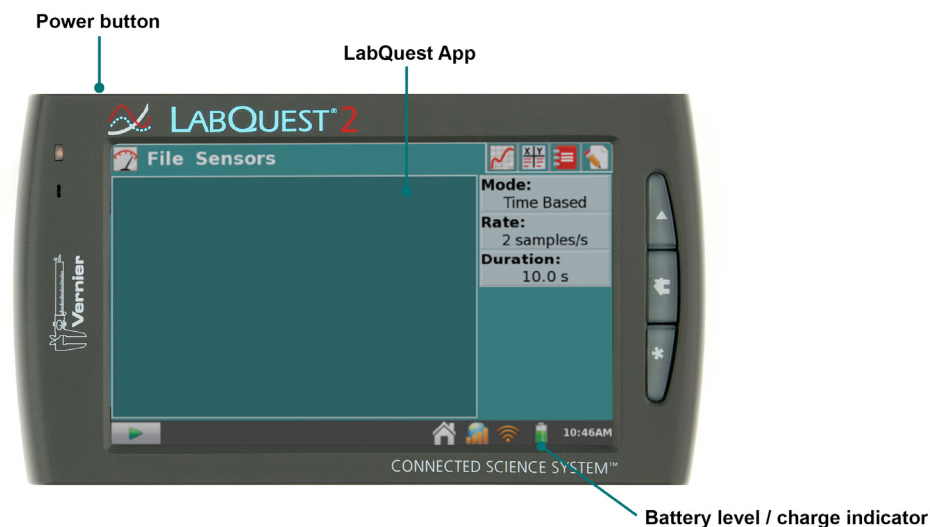 Power button
LabQuest App
LABQUEST® 2
File Sensors
X Y
Mode:
Time Based
Rate:
2 samples/s
Duration:
10.0 s
Vernier
10:46AM
CONNECTED SCIENCE SYSTEM™
Battery level / charge indicator